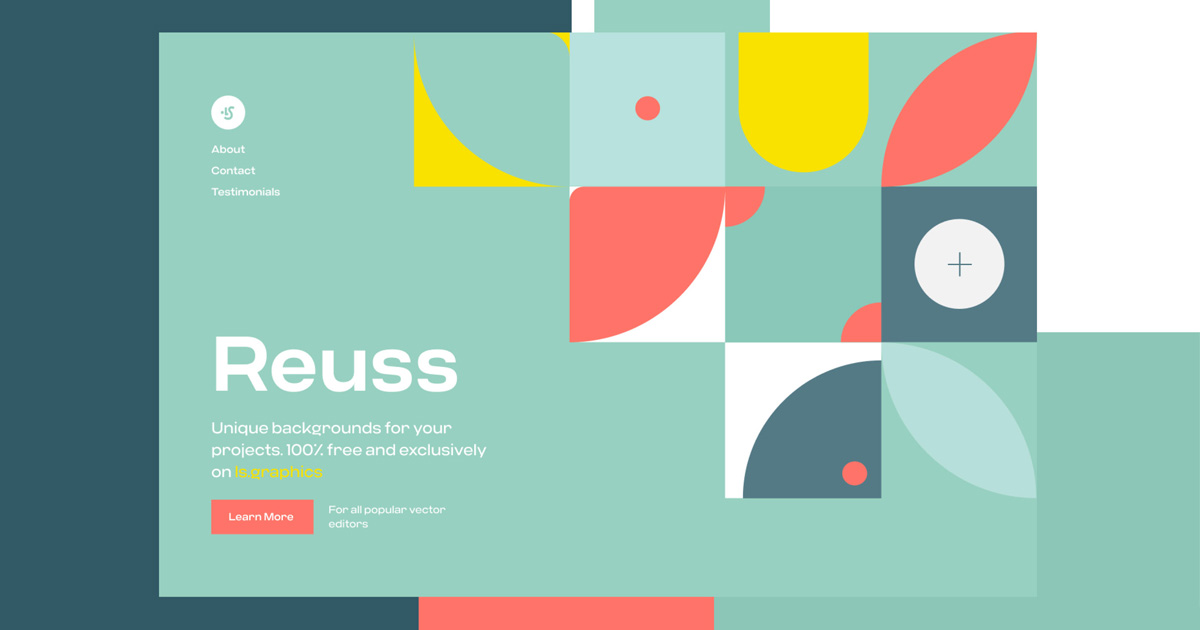 LS
About
Contact
Testimonials
Reuss
Unique backgrounds for your
projects. 100% free and exclusively
on ls.graphics
Learn More
For all popular vector
editors